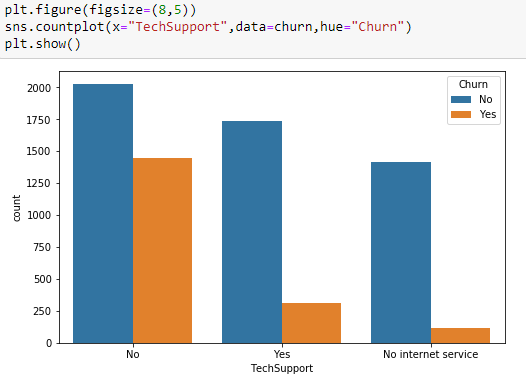 plt.figure(figsize=(8,5))
sns.countplot(x="TechSupport",data=churn,hue="Churn")
plt.show()
Churn
No
Yes
2000
1750
1500
1250
1000
750
500
250
0
count
No
Yes
No internet service
TechSupport